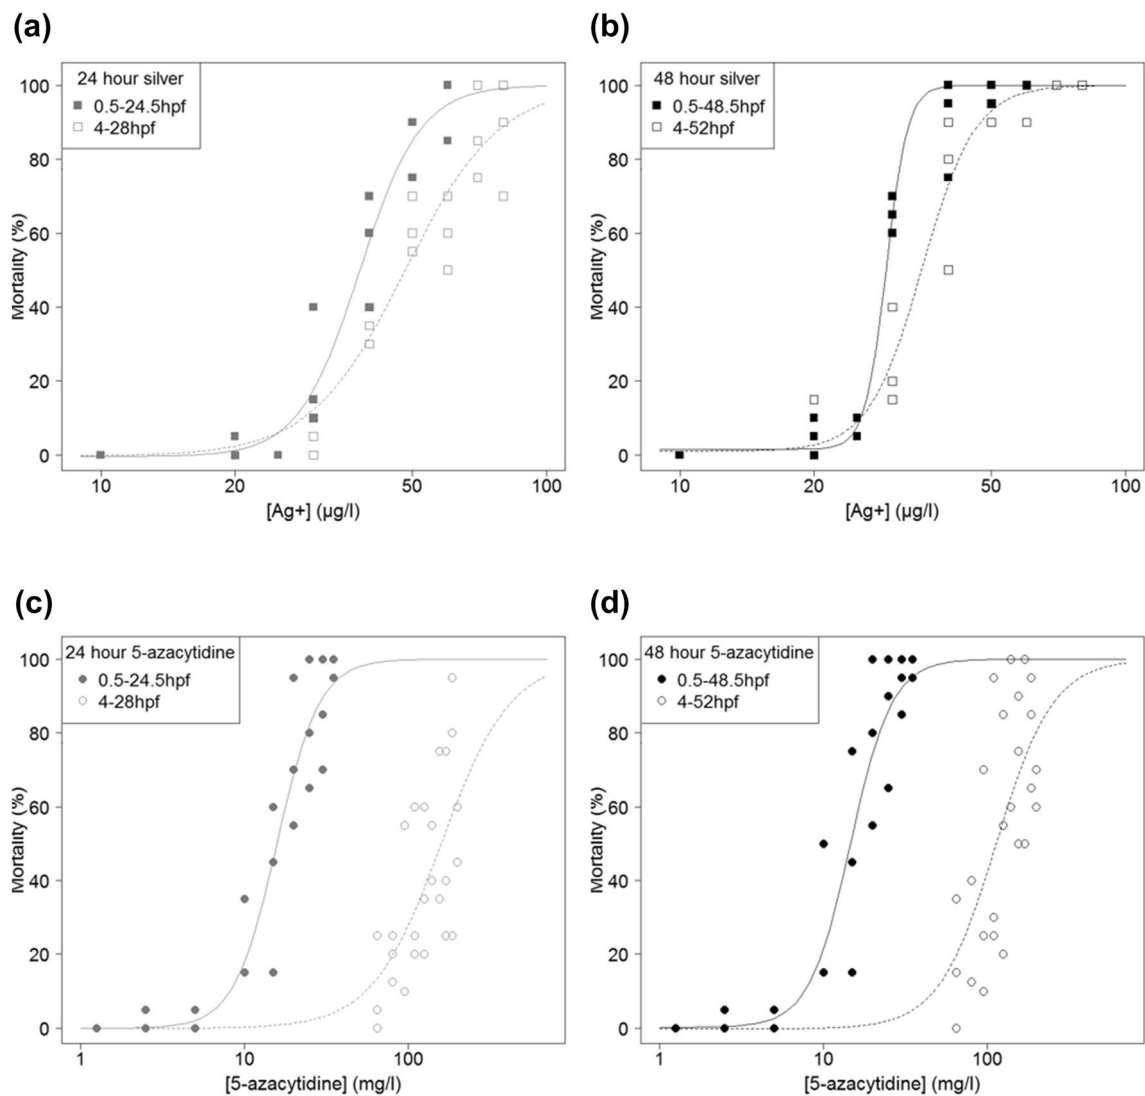 (a)
24 hour silver
0.5-24.5hpf
4-28hpf
Mortality (%)
100
80
60
40
20
0
10
20
50
100
[Ag+] (µg/l)
(b)
48 hour silver
0.5-48.5hpf
4-52hpf
Mortality (%)
100
80
60
40
20
0
10
20
50
100
[Ag+] (µg/l)
(c)
24 hour 5-azacytidine
0.5-24.5hpf
4-28hpf
Mortality (%)
100
80
60
40
20
0
1
10
100
[5-azacytidine] (mg/l)
(d)
48 hour 5-azacytidine
0.5-48.5hpf
4-52hpf
Mortality (%)
100
80
60
40
20
0
1
10
100
[5-azacytidine] (mg/l)